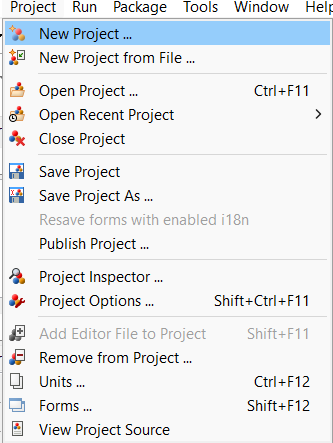 Project Run Package Tools Window Help
New Project ...
New Project from File ...
Open Project ... Ctrl+F11
Open Recent Project
Close Project
Save Project
Save Project As ...
Resave forms with enabled i18n
Publish Project ...
Project Inspector ...
Project Options ... Shift+Ctrl+F11
Add Editor File to Project Shift+F11
Remove from Project ...
Units ... Ctrl+F12
Forms ... Shift+F12
View Project Source